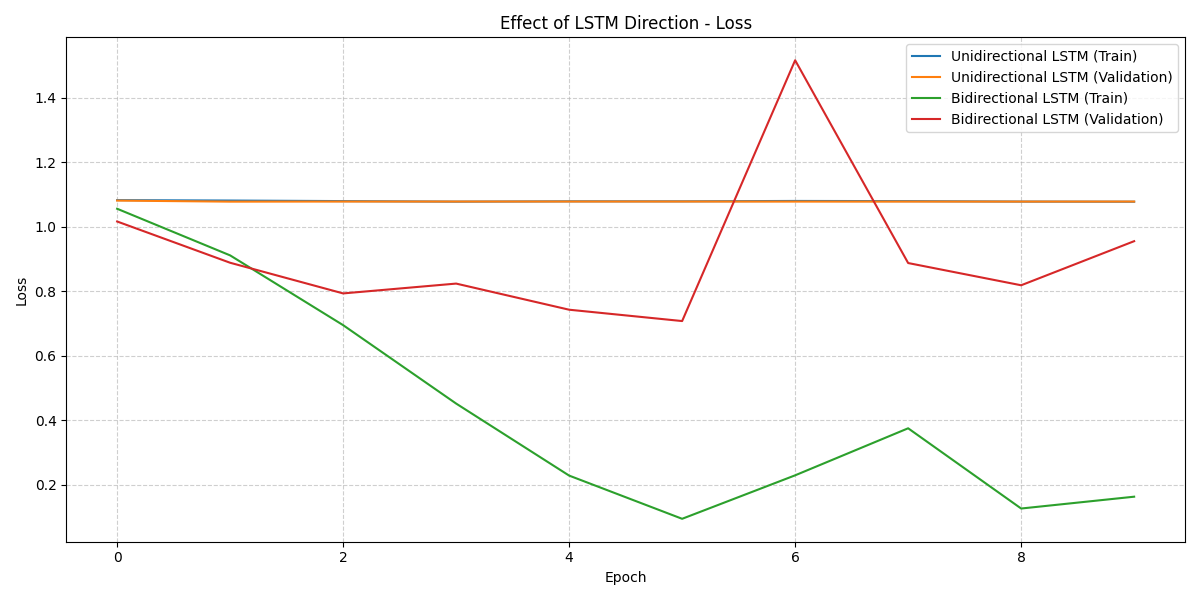 Effect of LSTM Direction - Loss
Unidirectional LSTM (Train)
Unidirectional LSTM (Validation)
Bidirectional LSTM (Train)
Bidirectional LSTM (Validation)
Loss
1.4
1.2
1.0
0.8
0.6
0.4
0.2
0 2 4 6 8
Epoch